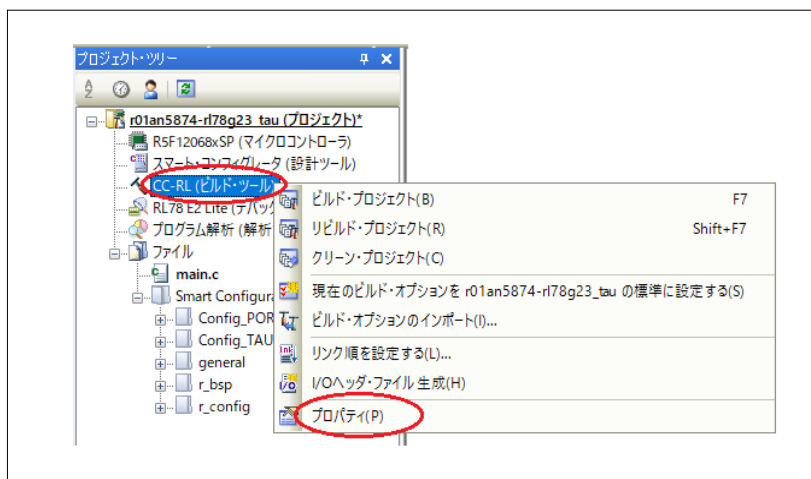 プロジェクト・ツリー
r01an5874-rl78g23_tau (プロジェクト)*
R5F12068xSP (マイクロコントローラ)
スマート・コンフィグレータ (設計ツール)
CC-RL (ビルド・ツール)
RL78 E2 Lite (デバッグ
プログラム解析 (解析
ファイル
main.c
Smart Configura
Config_POR
Config_TAU
general
r_bsp
r_config
ビルド・プロジェクト(B) F7
リビルド・プロジェクト(R) Shift+F7
クリーン・プロジェクト(C)
現在のビルド・オプションを r01an5874-rl78g23_tau の標準に設定する(S)
ビルド・オプションのインポート(I)...
リンク順を設定する(L)...
I/Oヘッダ・ファイル生成(H)
プロパティ(P)